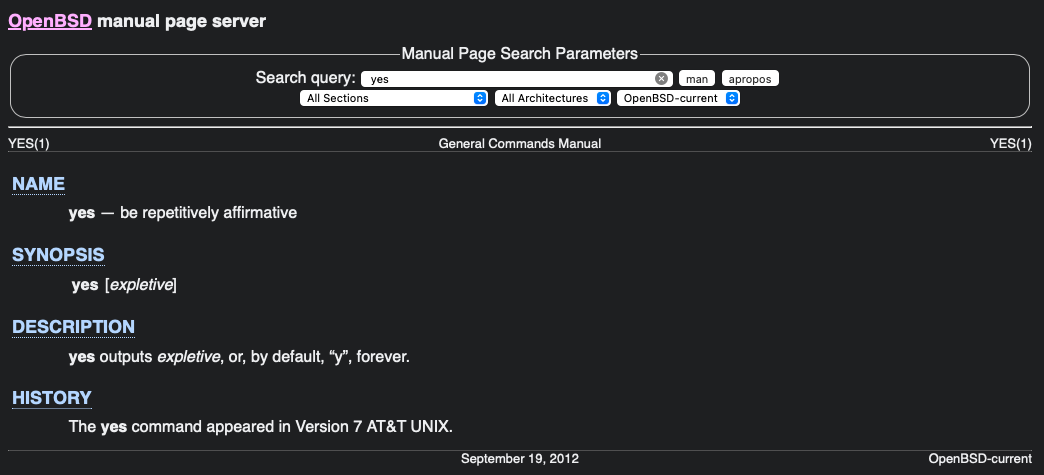 OpenBSD manual page server
Manual Page Search Parameters
Search query: yes man apropos
All Sections All Architectures OpenBSD-current
YES(1) General Commands Manual YES(1)
NAME
yes — be repetitively affirmative
SYNOPSIS
yes [expletive]
DESCRIPTION
yes outputs expletive, or, by default, “y”, forever.
HISTORY
The yes command appeared in Version 7 AT&T UNIX.
September 19, 2012 OpenBSD-current